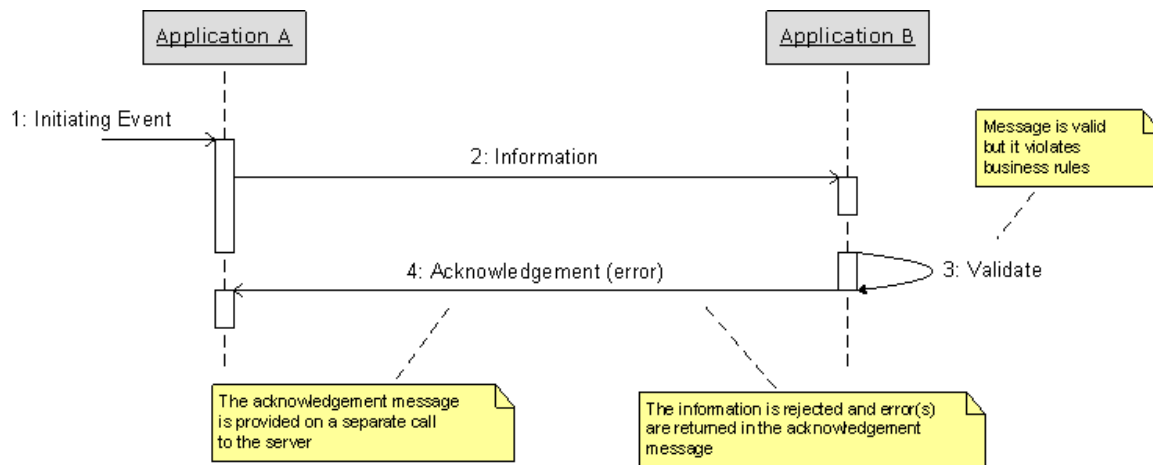 Application A
Application B
1: Initiating Event
Message is valid
but it violates
business rules
2: Information
4: Acknowledgement (error)
3: Validate
The acknowledgement message
is provided on a separate call
to the server
The information is rejected and error(s)
are returned in the acknowledgement
message